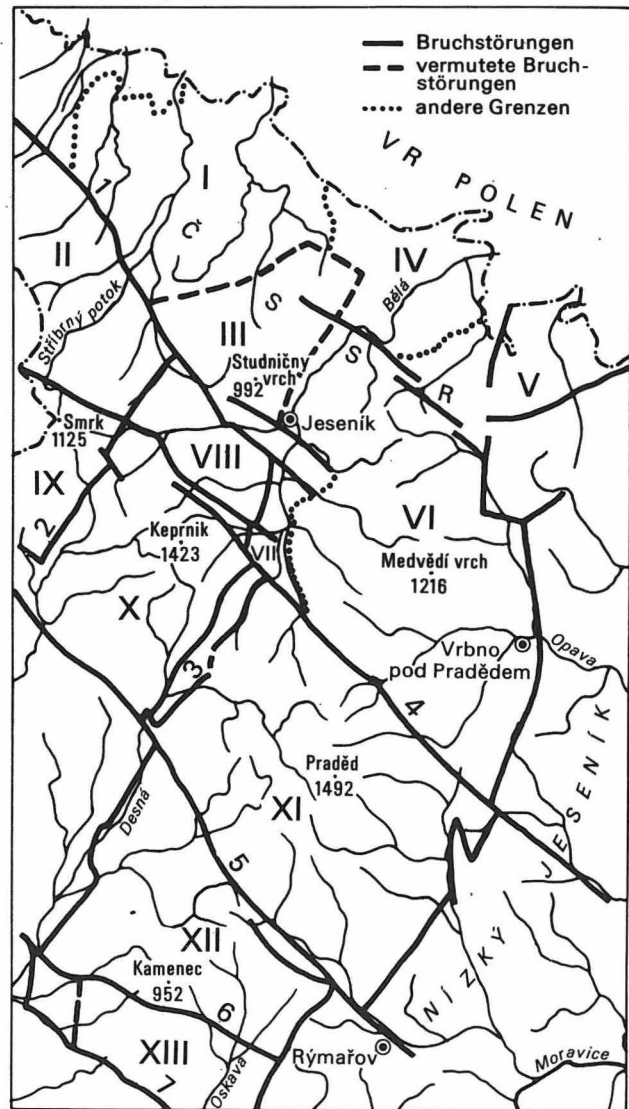 Bruchstörungen
vermutete Bruch-
störungen
andere Grenzen
VR POLEN
I
1
Č
II
IV
Bělá
S
S
R
Stříbrný potok
III
Studničny
vrch
992
V
Jeseník
Smrk
1125
VIII
IX
2
VI
Keprnik
1423
VII
Medvědí vrch
1216
X
Vrbno
pod Pradědem
Opava
3
4
Praděd
1492
Desná
XI
JESENÍK
5
XII
Kamenec
952
NÍZKÝ
6
XIII
7
Oskava
Rýmařov
Moravice